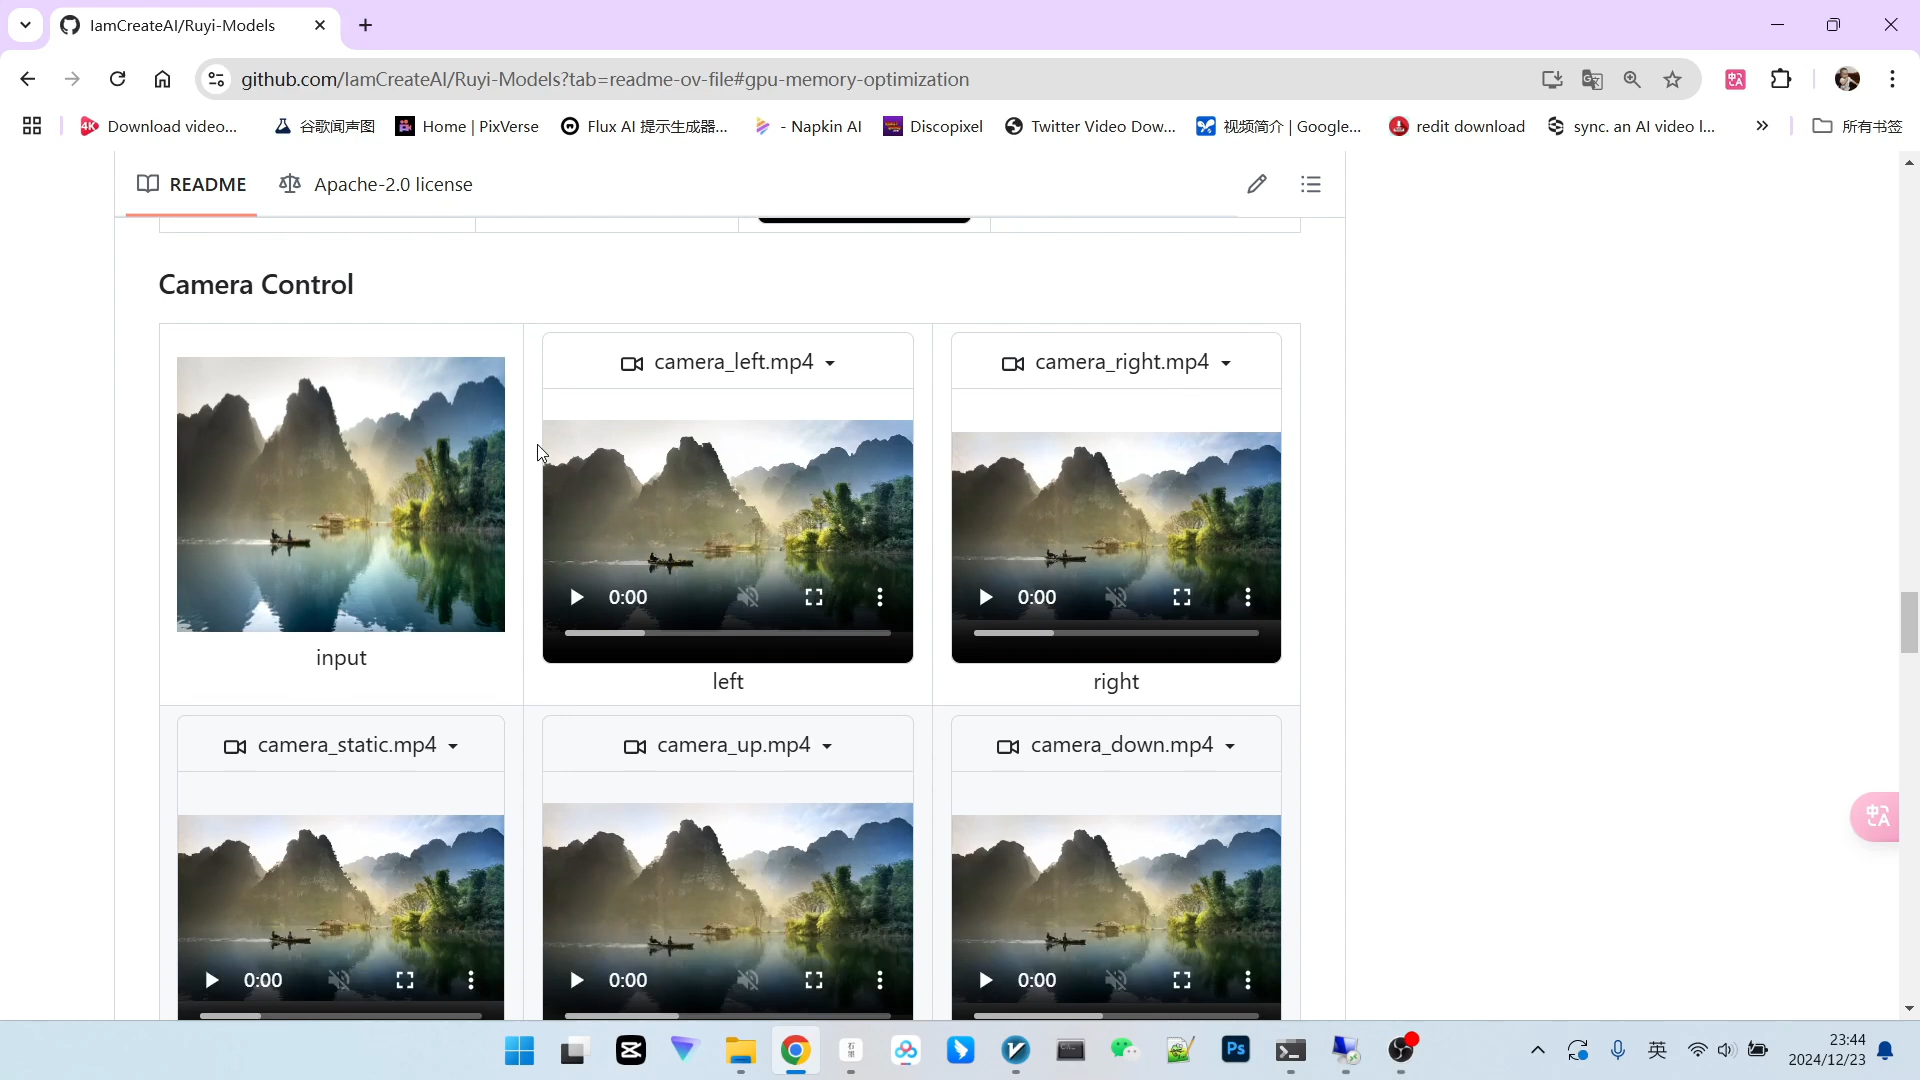 IamCreateAI/Ruyi-Models
github.com/IamCreateAI/Ruyi-Models?tab=readme-ov-file#gpu-memory-optimization
Download video...
谷歌闻声图
Home | PixVerse
Flux AI 提示生成器...
- Napkin AI
Discopixel
Twitter Video Dow...
视频简介 | Google...
redit download
sync. an AI video l...
所有书签
README
Apache-2.0 license
Camera Control
camera_left.mp4
camera_right.mp4
0:00
0:00
input
left
right
camera_static.mp4
camera_up.mp4
camera_down.mp4
0:00
0:00
0:00
英
23:44
2024/12/23